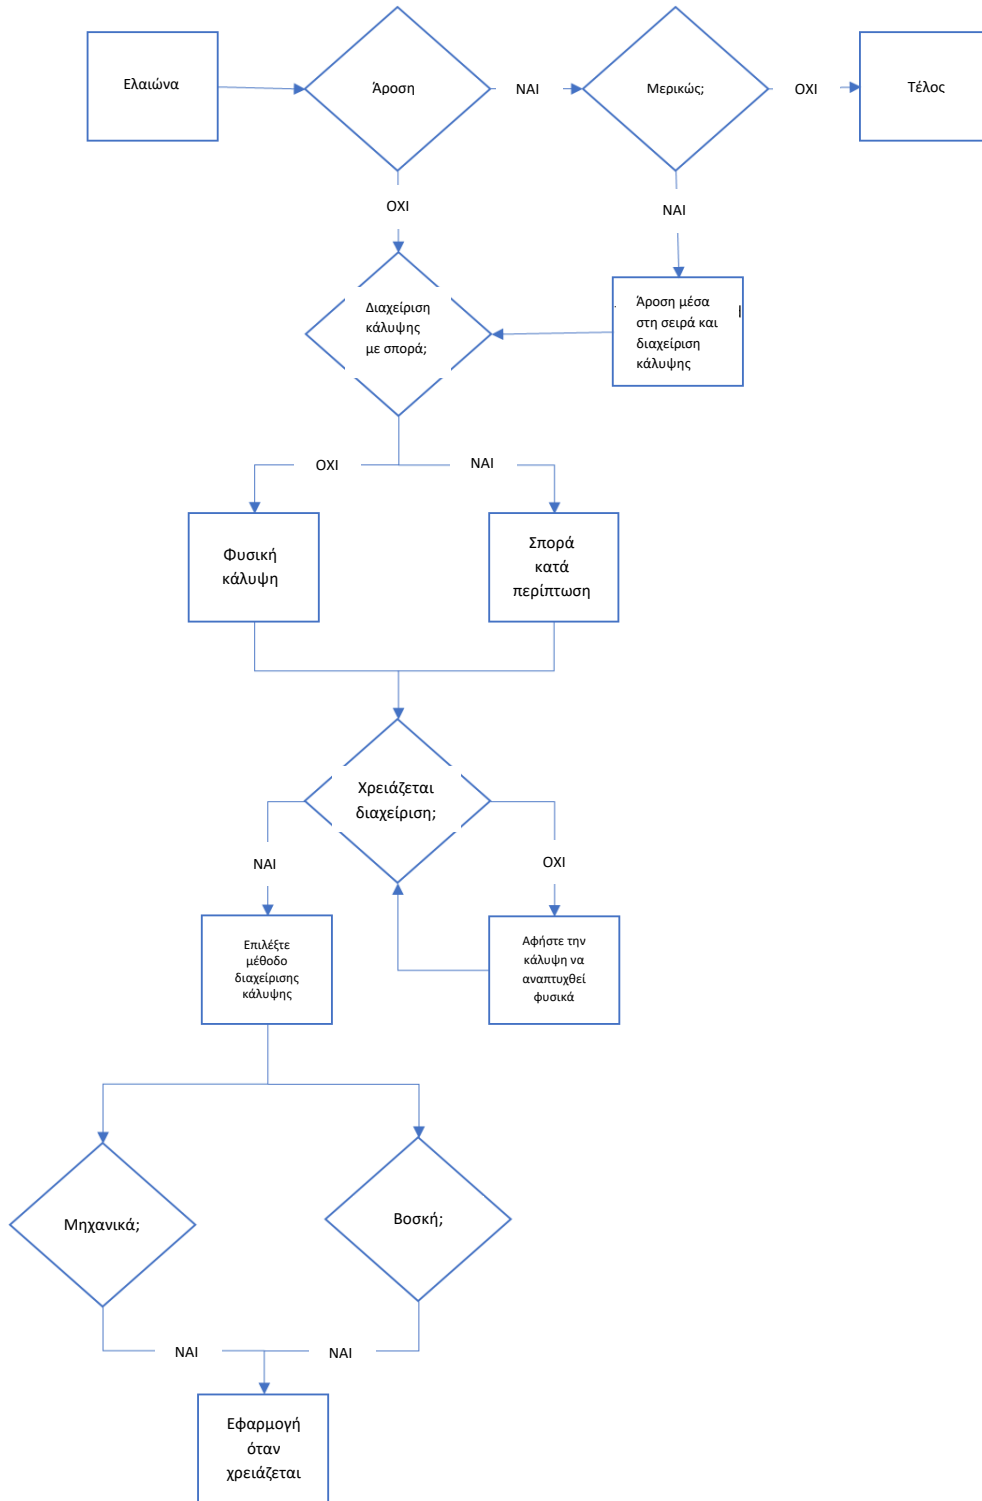 Ελαιώνα
Άροση
ΝΑΙ
Μερικώς;
ΟΧΙ
Τέλος
ΟΧΙ
ΝΑΙ
Διαχείριση
κάλυψης
με σπορά;
Άροση μέσα
στη σειρά και
διαχείριση
κάλυψης
ΟΧΙ
ΝΑΙ
Φυσική
κάλυψη
Σπορά
κατά
περίπτωση
Χρειάζεται
διαχείριση;
ΝΑΙ
ΟΧΙ
Επιλέξτε
μέθοδο
διαχείρισης
κάλυψης
Αφήστε την
κάλυψη να
αναπτυχθεί
φυσικά
Μηχανικά;
Βοσκή;
ΝΑΙ
ΝΑΙ
Εφαρμογή
όταν
χρειάζεται